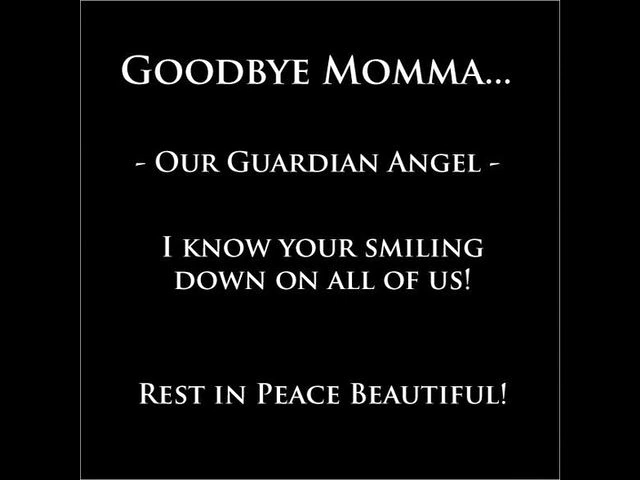 Goodbye Momma...
- Our Guardian Angel -
I know your smiling
down on all of us!
Rest in Peace Beautiful!